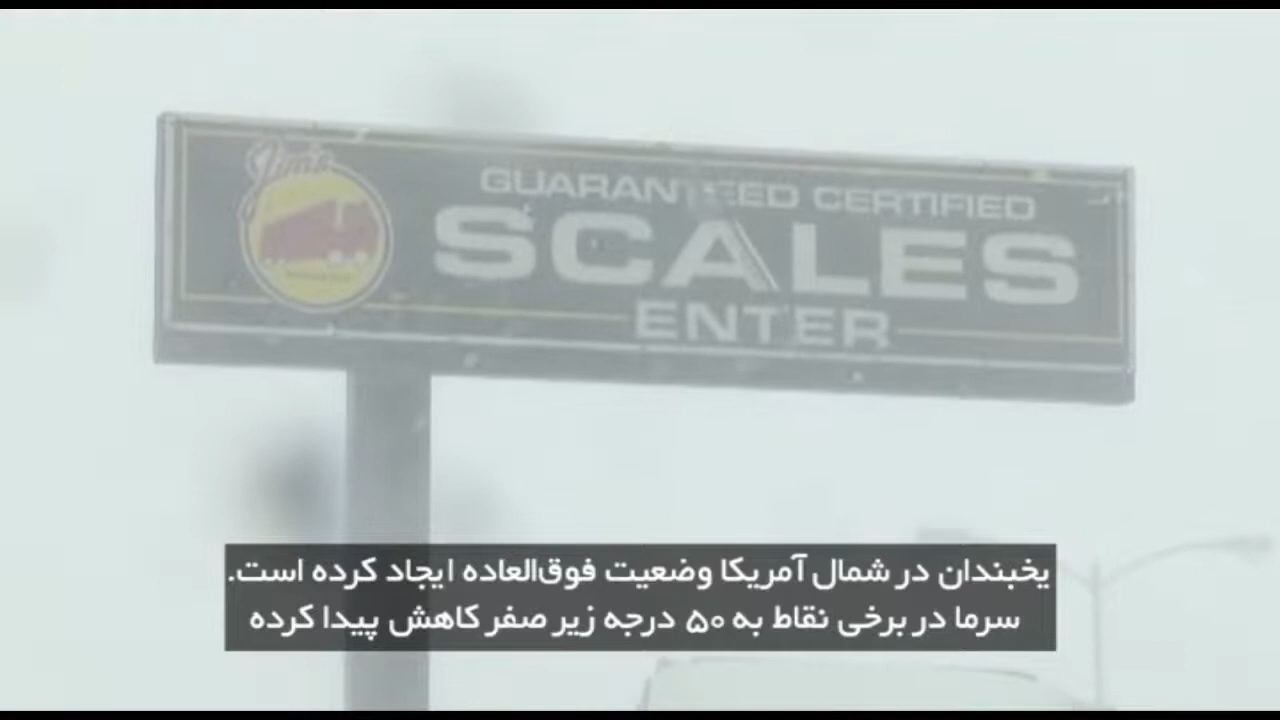 Jim's
GUARANTEED CERTIFIED
SCALES
ENTER
یخبندان در شمال آمریکا وضعیت فوق‌العاده ایجاد کرده است.
سرما در برخی نقاط به ۵۰ درجه زیر صفر کاهش پیدا کرده